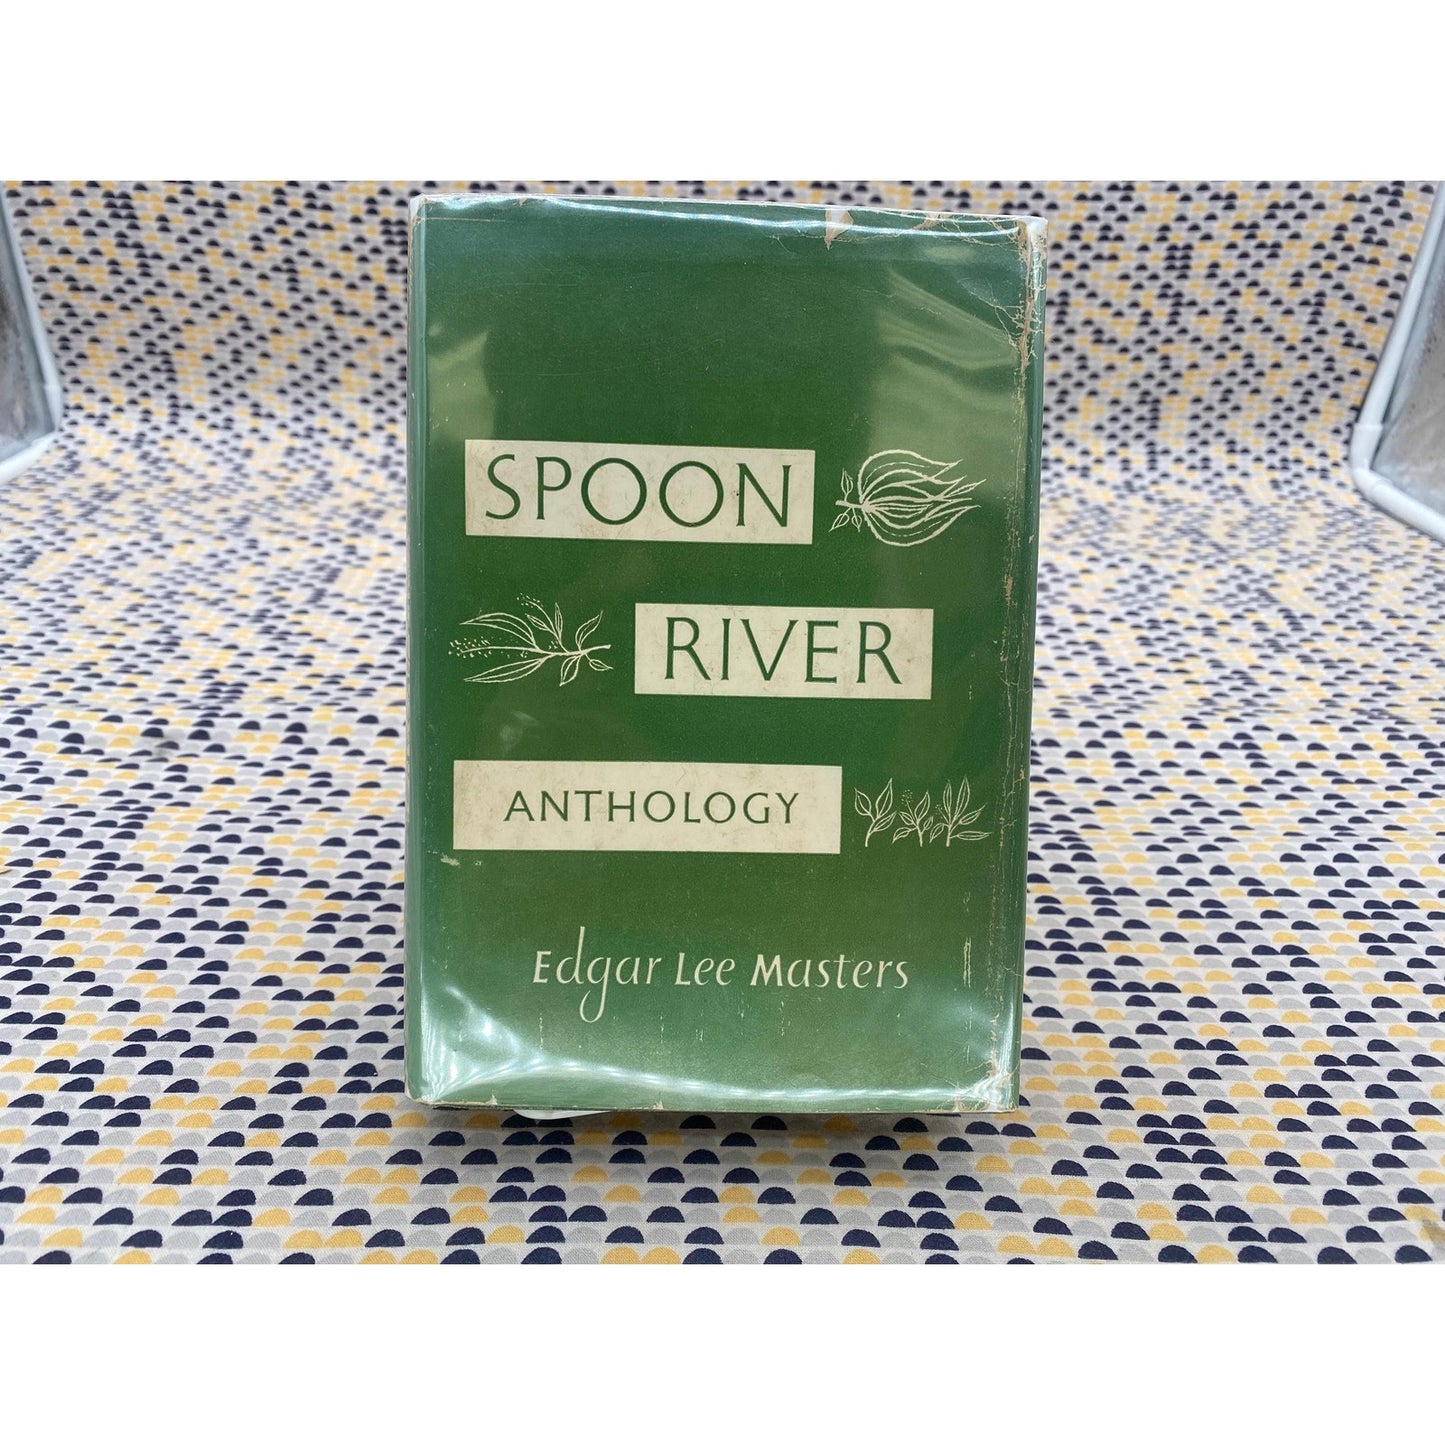 SPOON
RIVER
ANTHOLOGY
Edgar Lee Masters